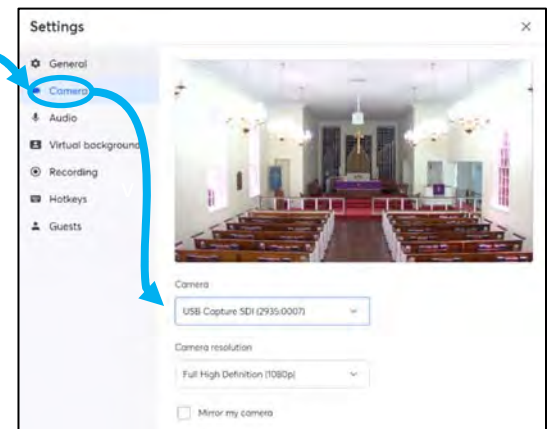 Settings
General
Camera
Audio
Virtual background
Recording
Hotkeys
Guests
Camera
USB Capture SDI (2935:0007)
Camera resolution
Full High Definition (1080p)
Mirror my camera